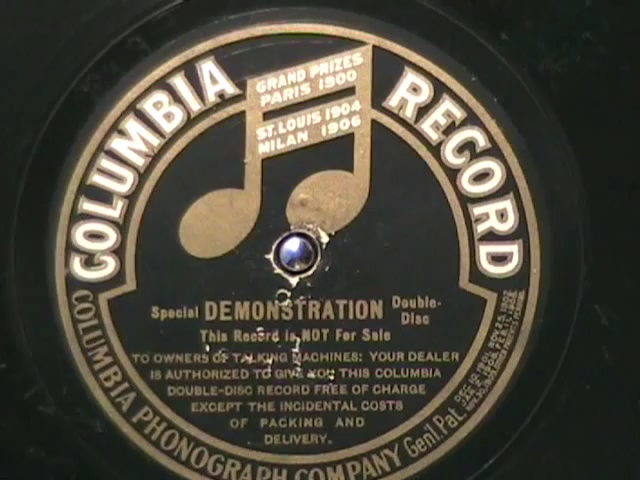 COLUMBIA RECORD
GRAND PRIZES
PARIS 1900
ST. LOUIS 1904
MILAN 1906
Special DEMONSTRATION Double-
Disc
This Record is NOT For Sale
TO OWNERS OF TALKING MACHINES: YOUR DEALER
IS AUTHORIZED TO GIVE YOU THIS COLUMBIA
DOUBLE-DISC RECORD FREE OF CHARGE
EXCEPT THE INCIDENTAL COSTS
OF PACKING AND
DELIVERY.
COLUMBIA PHONOGRAPH COMPANY Gen'l, Pat.